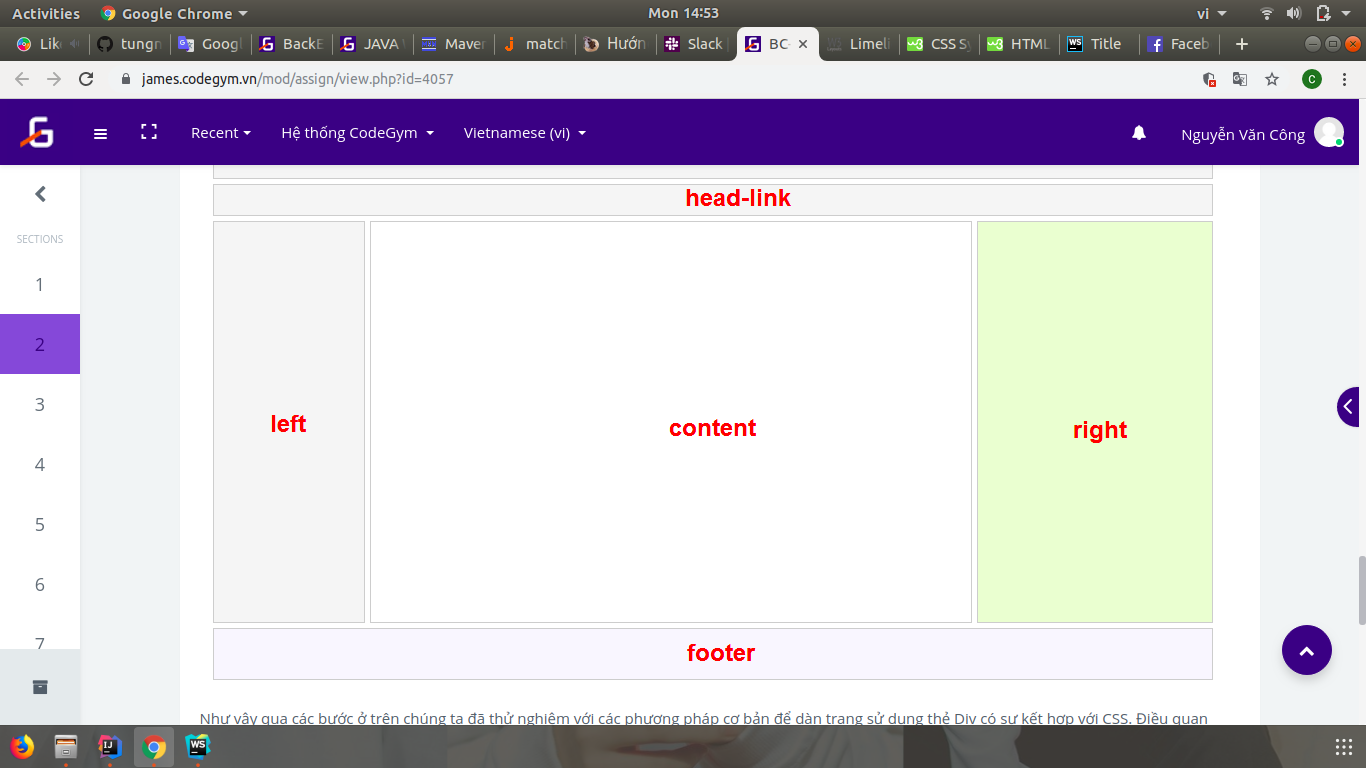 Activities
Google Chrome
Mon 14:53
vi
Lik
tungr
Googl
BackE
JAVA
Maver
match
Hướn
Slack
BC-
Limeli
CSS Sy
HTML
Title
Faceb
james.codegym.vn/mod/assign/view.php?id=4057
C
Recent
Hệ thống CodeGym
Vietnamese (vi)
Nguyễn Văn Công
SECTIONS
1
2
3
4
5
6
7
head-link
left
content
right
footer
Như vậy qua các bước ở trên chúng ta đã thử nghiệm với các phương pháp cơ bản để dàn trang sử dụng thẻ Div có sự kết hợp với CSS. Điều quan